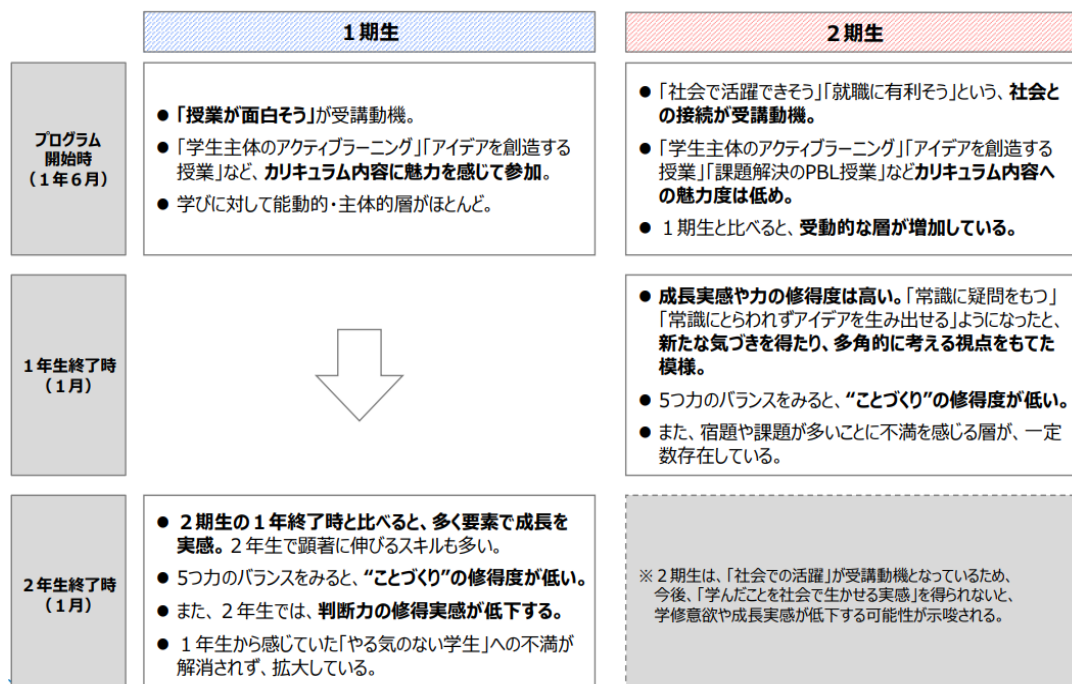 1期生
2期生
プログラム
開始時
（1年６月）
● 「授業が面白そう」が受講動機。
● 「学生主体のアクティブラーニング」「アイデアを創造する
授業」など、カリキュラム内容に魅力を感じて参加。
● 学びに対して能動的・主体的層がほとんど。
● 「社会で活躍できそう」「就職に有利そう」という、社会と
の接続が受講動機。
● 「学生主体のアクティブラーニング」「アイデアを創造する
授業」「課題解決のPBL授業」などカリキュラム内容へ
の魅力度は低め。
● １期生と比べると、受動的な層が増加している。
１年生終了時
（１月）
● 成長実感や力の修得度は高い。「常識に疑問をもつ」
「常識にとらわれずアイデアを生み出せる」ようになったと、
新たな気づきを得たり、多角的に考える視点をもてた
模様。
● 5つ力のバランスをみると、“ことづくり”の修得度が低い。
● また、宿題や課題が多いことに不満を感じる層が、一定
数存在している。
２年生終了時
（１月）
● ２期生の１年終了時と比べると、多く要素で成長を
実感。２年生で顕著に伸びるスキルも多い。
● 5つ力のバランスをみると、“ことづくり”の修得度が低い。
● また、２年生では、判断力の修得実感が低下する。
● １年生から感じていた「やる気のない学生」への不満が
解消されず、拡大している。
※２期生は、「社会での活躍」が受講動機となっているため、
今後、「学んだことを社会で生かせる実感」を得られないと、
学修意欲や成長実感が低下する可能性が示唆される。